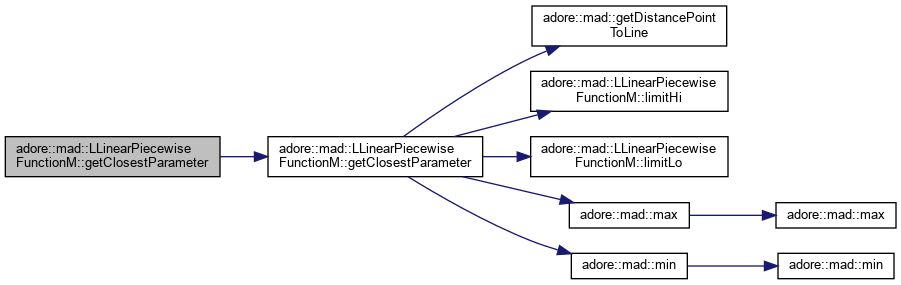 adore::mad::LLinearPiecewise
FunctionM::getClosestParameter
adore::mad::LLinearPiecewise
FunctionM::getClosestParameter
adore::mad::getDistancePoint
ToLine
adore::mad::LLinearPiecewise
FunctionM::limitHi
adore::mad::LLinearPiecewise
FunctionM::limitLo
adore::mad::max
adore::mad::max
adore::mad::min
adore::mad::min